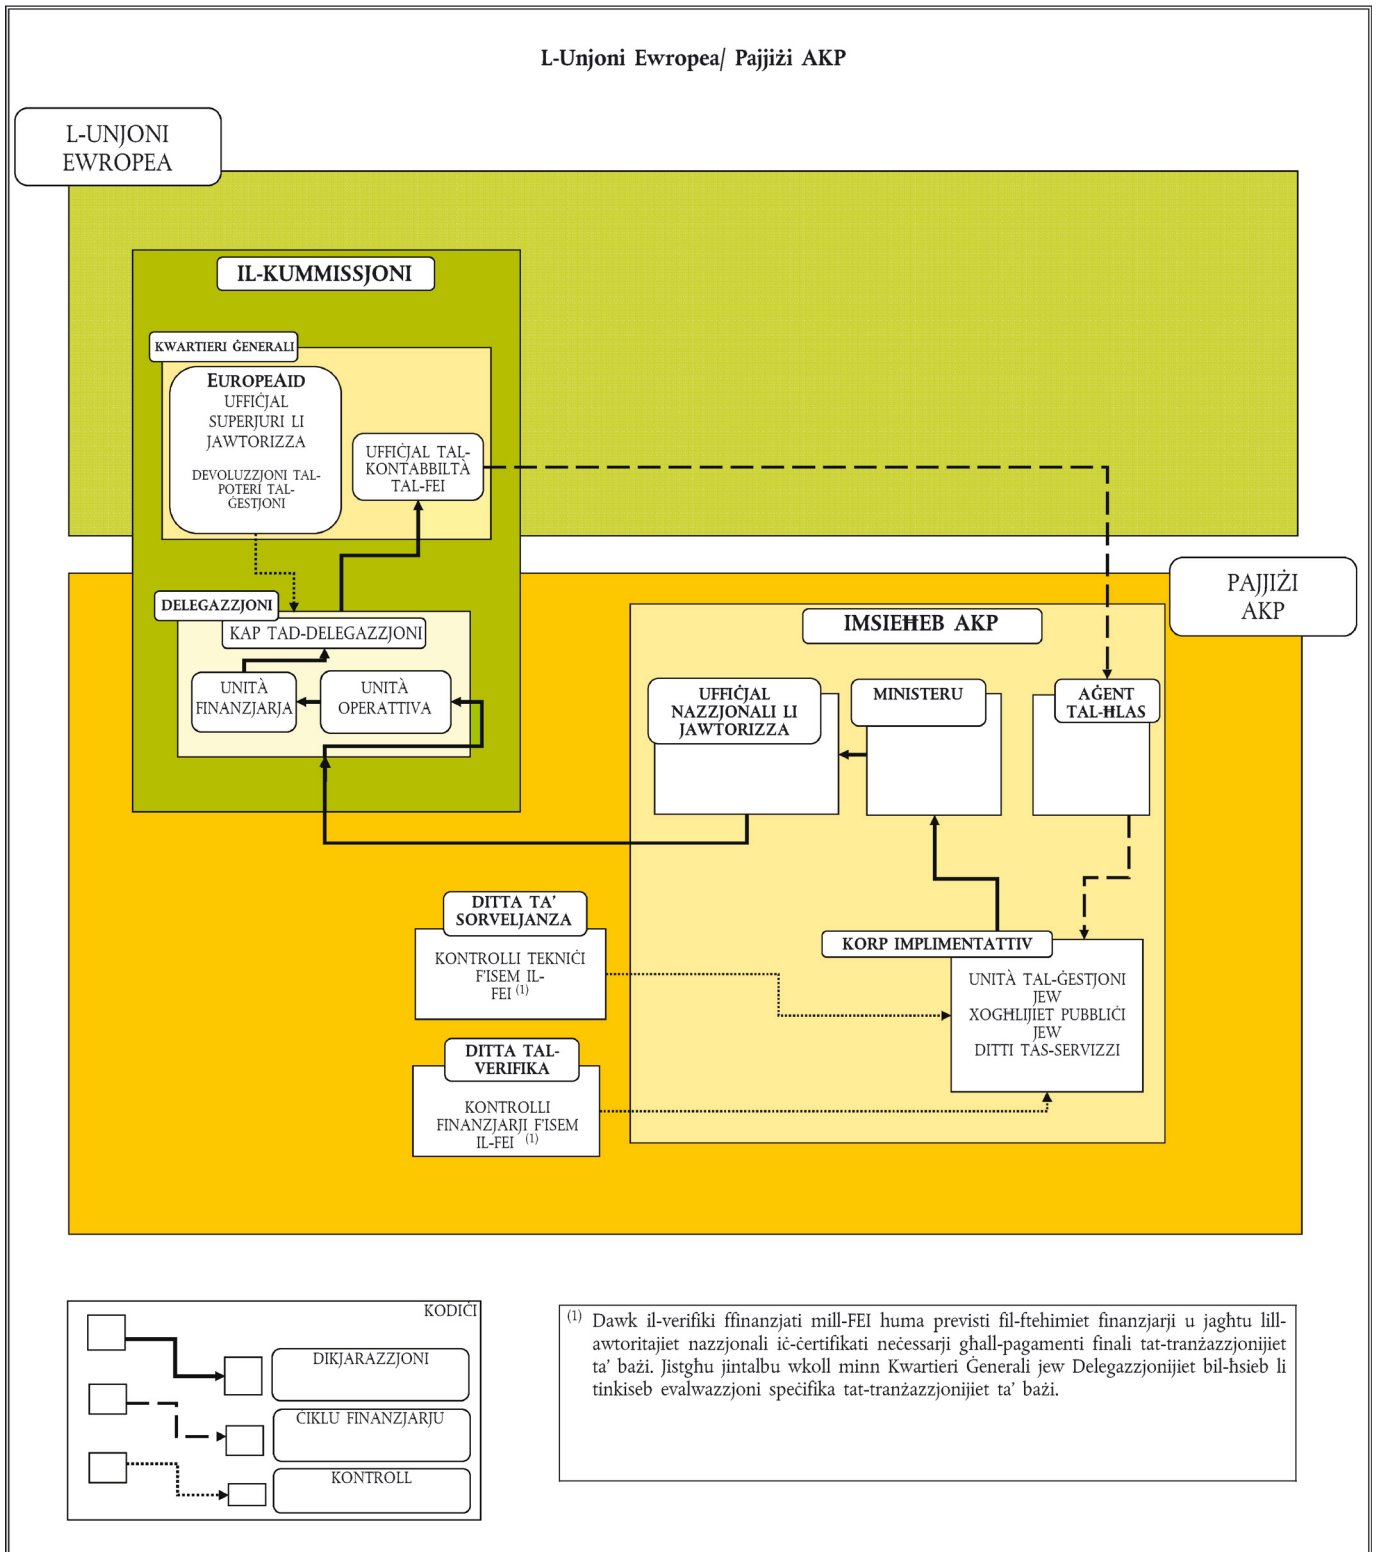 L-Unjoni Ewropea/ Pajjiżi AKP
L-UNJONI
EWROPEA
IL-KUMMISSJONI
KWARTIERI ĠENERALI
EUROPEAID
UFFIĊJAL
SUPERJURI LI
JAWTORIZZA
DEVOLUZZJONI TAL-
POTERI TAL-
ĠESTJONI
UFFIĊJAL TAL-
KONTABBILTÀ
TAL-FEI
PAJJIŻI
AKP
DELEGAZZJONI
KAP TAD-DELEGAZZJONI
UNITÀ
FINANZJARJA
UNITÀ
OPERATTIVA
IMSIEĦEB AKP
UFFIĊJAL
NAZZJONALI LI
JAWTORIZZA
MINISTERU
AĠENT
TAL-ĦLAS
DITTA TA'
SORVELJANZA
KONTROLLI TEKNIĊI
F'ISEM IL-
FEI (1)
KORP IMPLIMENTATTIV
UNITÀ TAL-ĠESTJONI
JEW
XOGĦLIJIET PUBBLIĊI
JEW
DITTI TAS-SERVIZZI
DITTA TAL-
VERIFIKA
KONTROLLI
FINANZJARJI F'ISEM
IL-FEI (1)
KODIĊI
DIKJARAZZJONI
ĊIKLU FINANZJARJU
KONTROLL
(1) Dawk il-verifiki ffinanzjati mill-FEI huma previsti fil-ftehimiet finanzjarji u jagħtu lill-
awtoritajiet nazzjonali iċ-ċertifikati neċessarji għall-pagamenti finali tat-tranżazzjonijiet
ta' bażi. Jistgħu jintalbu wkoll minn Kwartieri Ġenerali jew Delegazzjonijiet bil-ħsieb li
tinkiseb evalwazzjoni speċifika tat-tranżazzjonijiet ta' bażi.